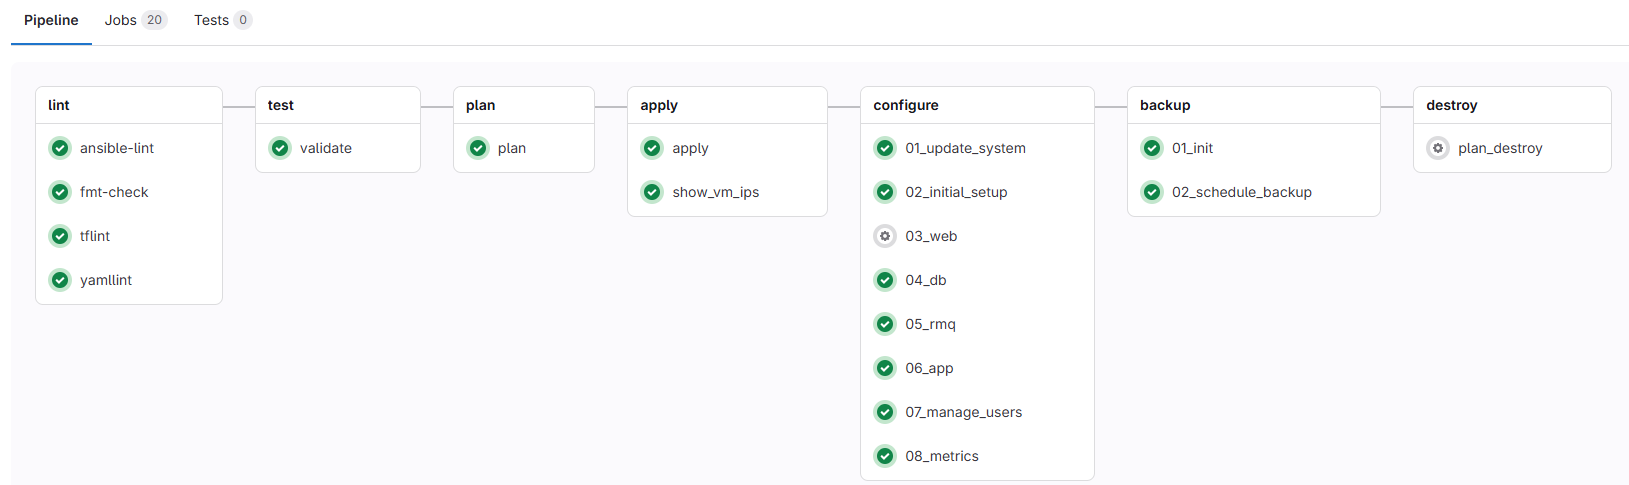 Pipeline Jobs 20 Tests 0
lint
ansible-lint
fmt-check
tflint
yamllint
test
validate
plan
plan
apply
apply
show_vm_ips
configure
01_update_system
02_initial_setup
03_web
04_db
05_rmq
06_app
07_manage_users
08_metrics
backup
01_init
02_schedule_backup
destroy
plan_destroy